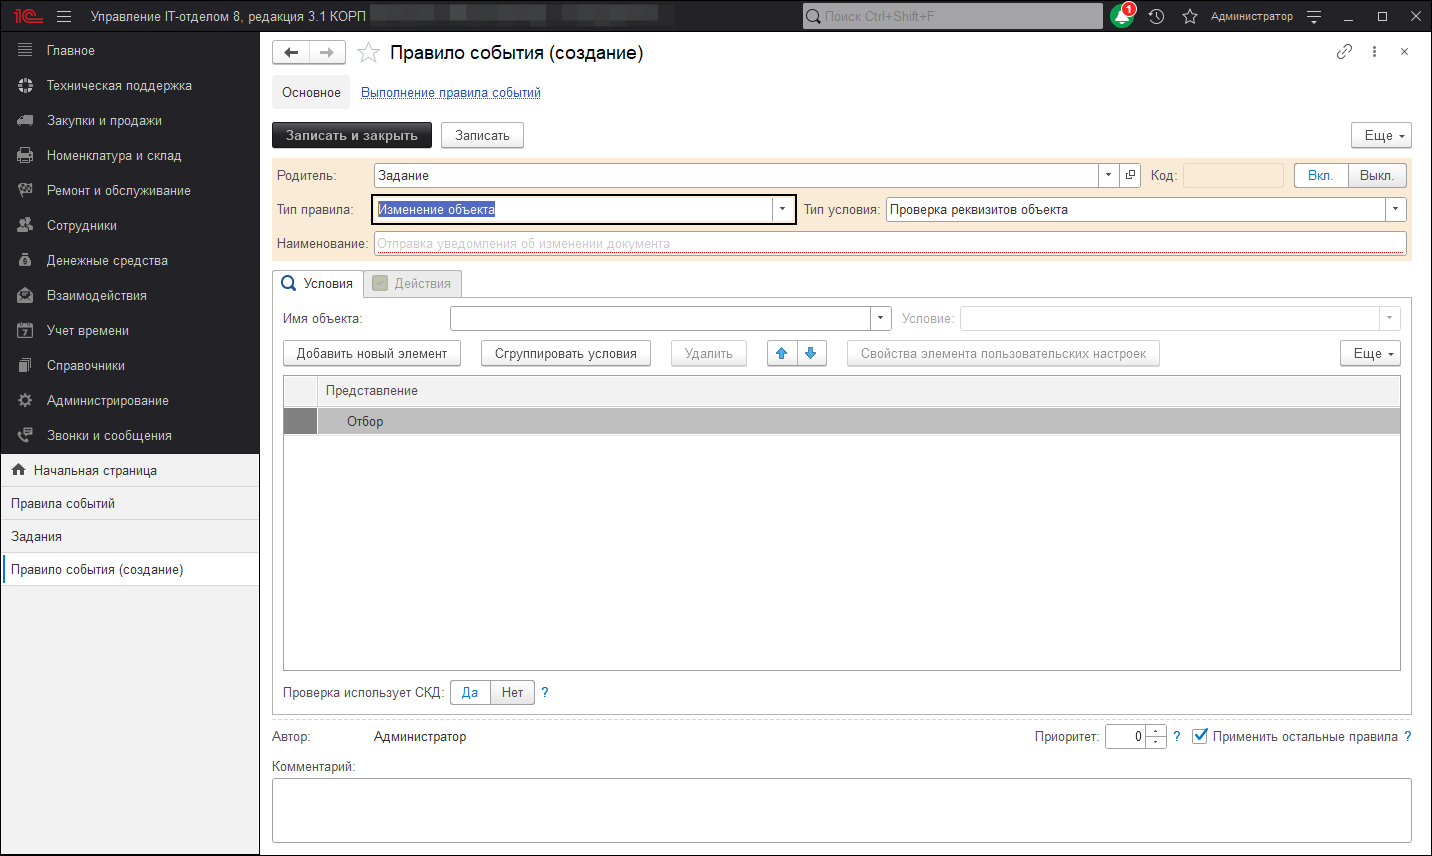 1С Управление IT-отделом 8, редакция 3.1 КОРП Поиск Ctrl+Shift+F 1 Администратор
Главное
Техническая поддержка
Закупки и продажи
Номенклатура и склад
Ремонт и обслуживание
Сотрудники
Денежные средства
Взаимодействия
7 Учет времени
Справочники
Администрирование
Звонки и сообщения
Начальная страница
Правила событий
Задания
Правило события (создание)
Правило события (создание)
Основное Выполнение правила событий
Записать и закрыть Записать Еще
Родитель: Задание Код: Вкл. Выкл.
Тип правила: Изменение объекта Тип условия: Проверка реквизитов объекта
Наименование: Отправка уведомления об изменении документа
Условия Действия
Имя объекта: Условие:
Добавить новый элемент Сгруппировать условия Удалить Свойства элемента пользовательских настроек Еще
Представление
Отбор
Проверка использует СКД: Да Нет ?
Автор: Администратор Приоритет: 0 ? Применить остальные правила ?
Комментарий: